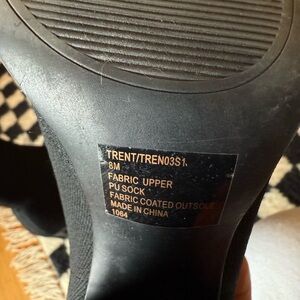 TRENT/TREN03S1
8M
FABRIC UPPER
PU SOCK
FABRIC COATED OUTSOLE
MADE IN CHINA
1064